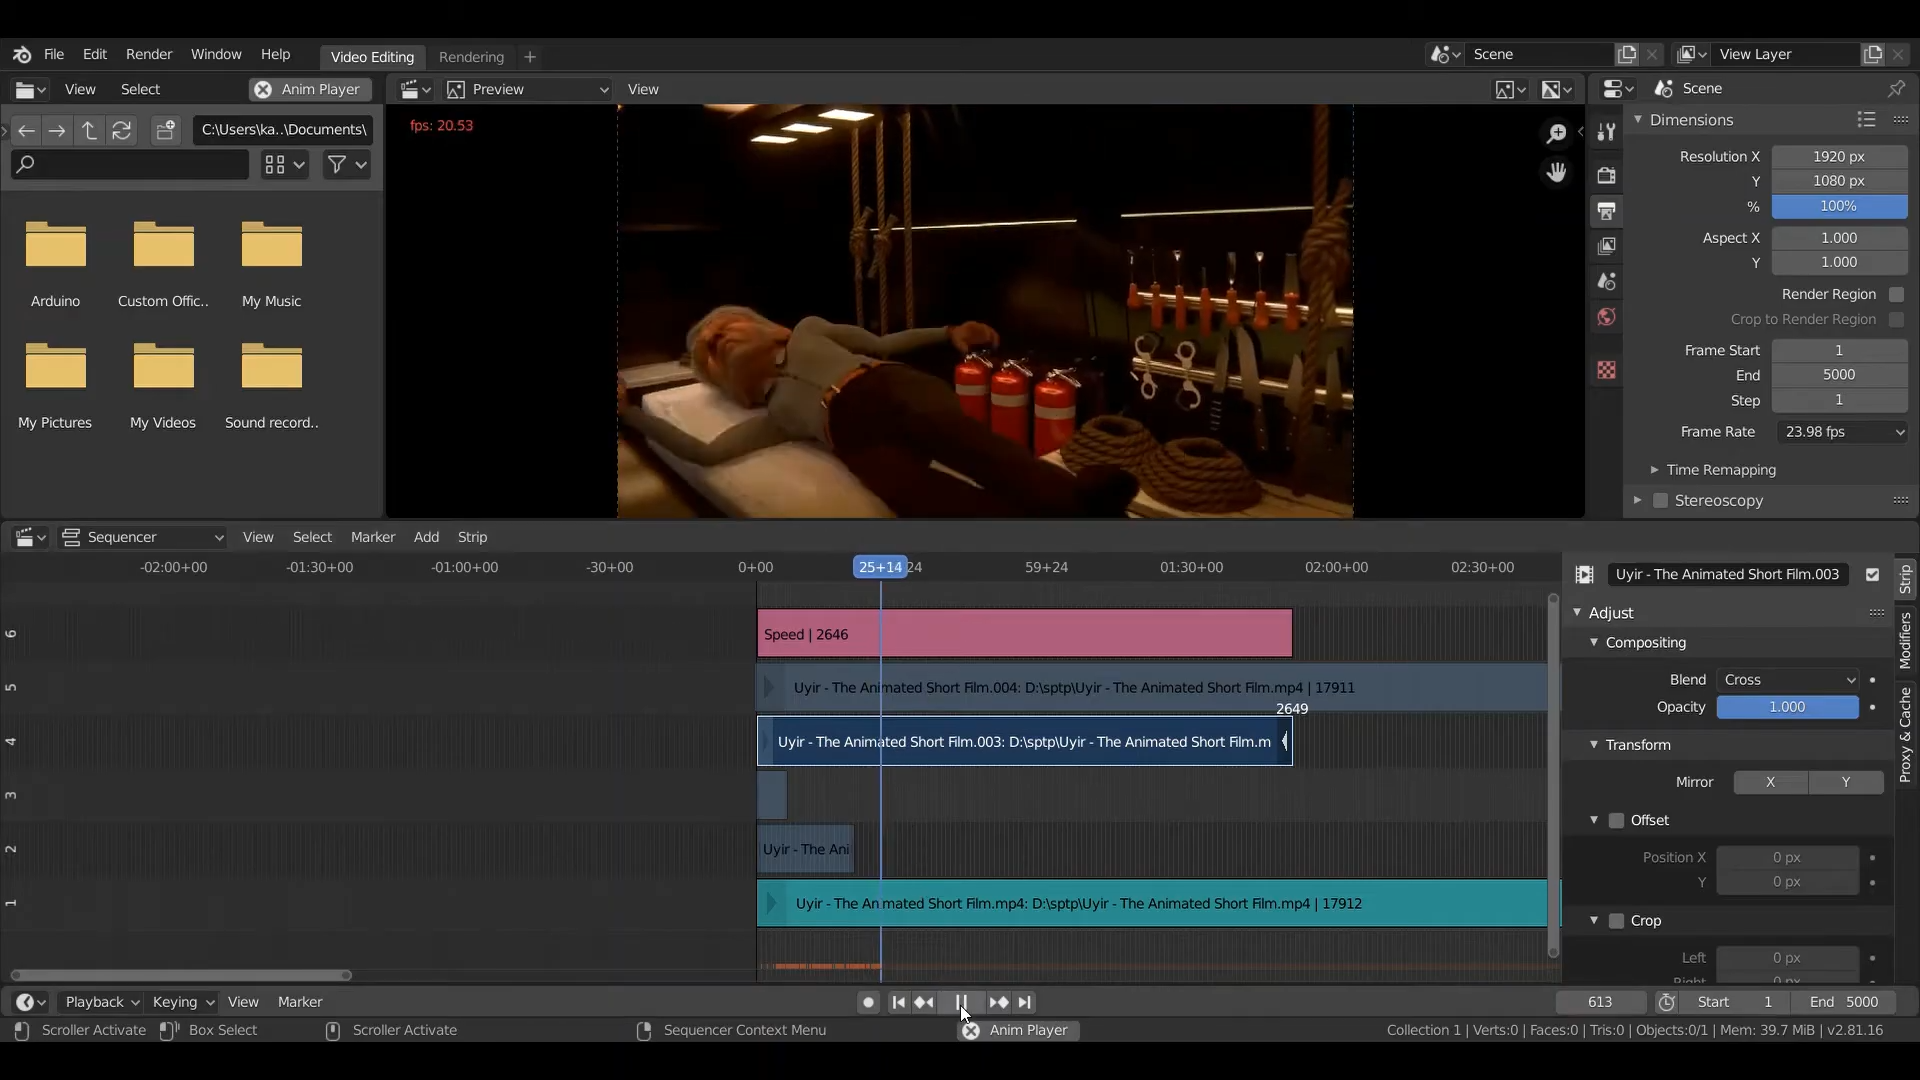 File Edit Render Window Help Video Editing Rendering + Scene View Layer
View Select Anim Player Preview View Scene
C:\Users\ka..\Documents\
fps: 20.53
Arduino Custom Offic.. My Music
My Pictures My Videos Sound record..
Dimensions
Resolution X 1920 px
Y 1080 px
% 100%
Aspect X 1.000
Y 1.000
Render Region
Crop to Render Region
Frame Start 1
End 5000
Step 1
Frame Rate 23.98 fps
Time Remapping
Stereoscopy
Sequencer View Select Marker Add Strip
-02:00+00 -01:30+00 -01:00+00 -30+00 0+00 25+14 24 59+24 01:30+00 02:00+00 02:30+00
6 Speed | 2646
5 Uyir - The Animated Short Film.004: D:\sptp\Uyir - The Animated Short Film.mp4 | 17911
2649
4 Uyir - The Animated Short Film.003: D:\sptp\Uyir - The Animated Short Film.m
3
2 Uyir - The Ani
1 Uyir - The Animated Short Film.mp4: D:\sptp\Uyir - The Animated Short Film.mp4 | 17912
Uyir - The Animated Short Film.003
Adjust
Compositing
Blend Cross
Opacity 1.000
Transform
Mirror X Y
Offset
Position X 0 px
Y 0 px
Crop
Left 0 px
Right 0 px
Strip
Modifiers
Proxy & Cache
Playback Keying View Marker 613 Start 1 End 5000
Scroller Activate Box Select Scroller Activate Sequencer Context Menu Anim Player Collection 1 | Verts:0 | Faces:0 | Tris:0 | Objects:0/1 | Mem: 39.7 MiB | v2.81.16